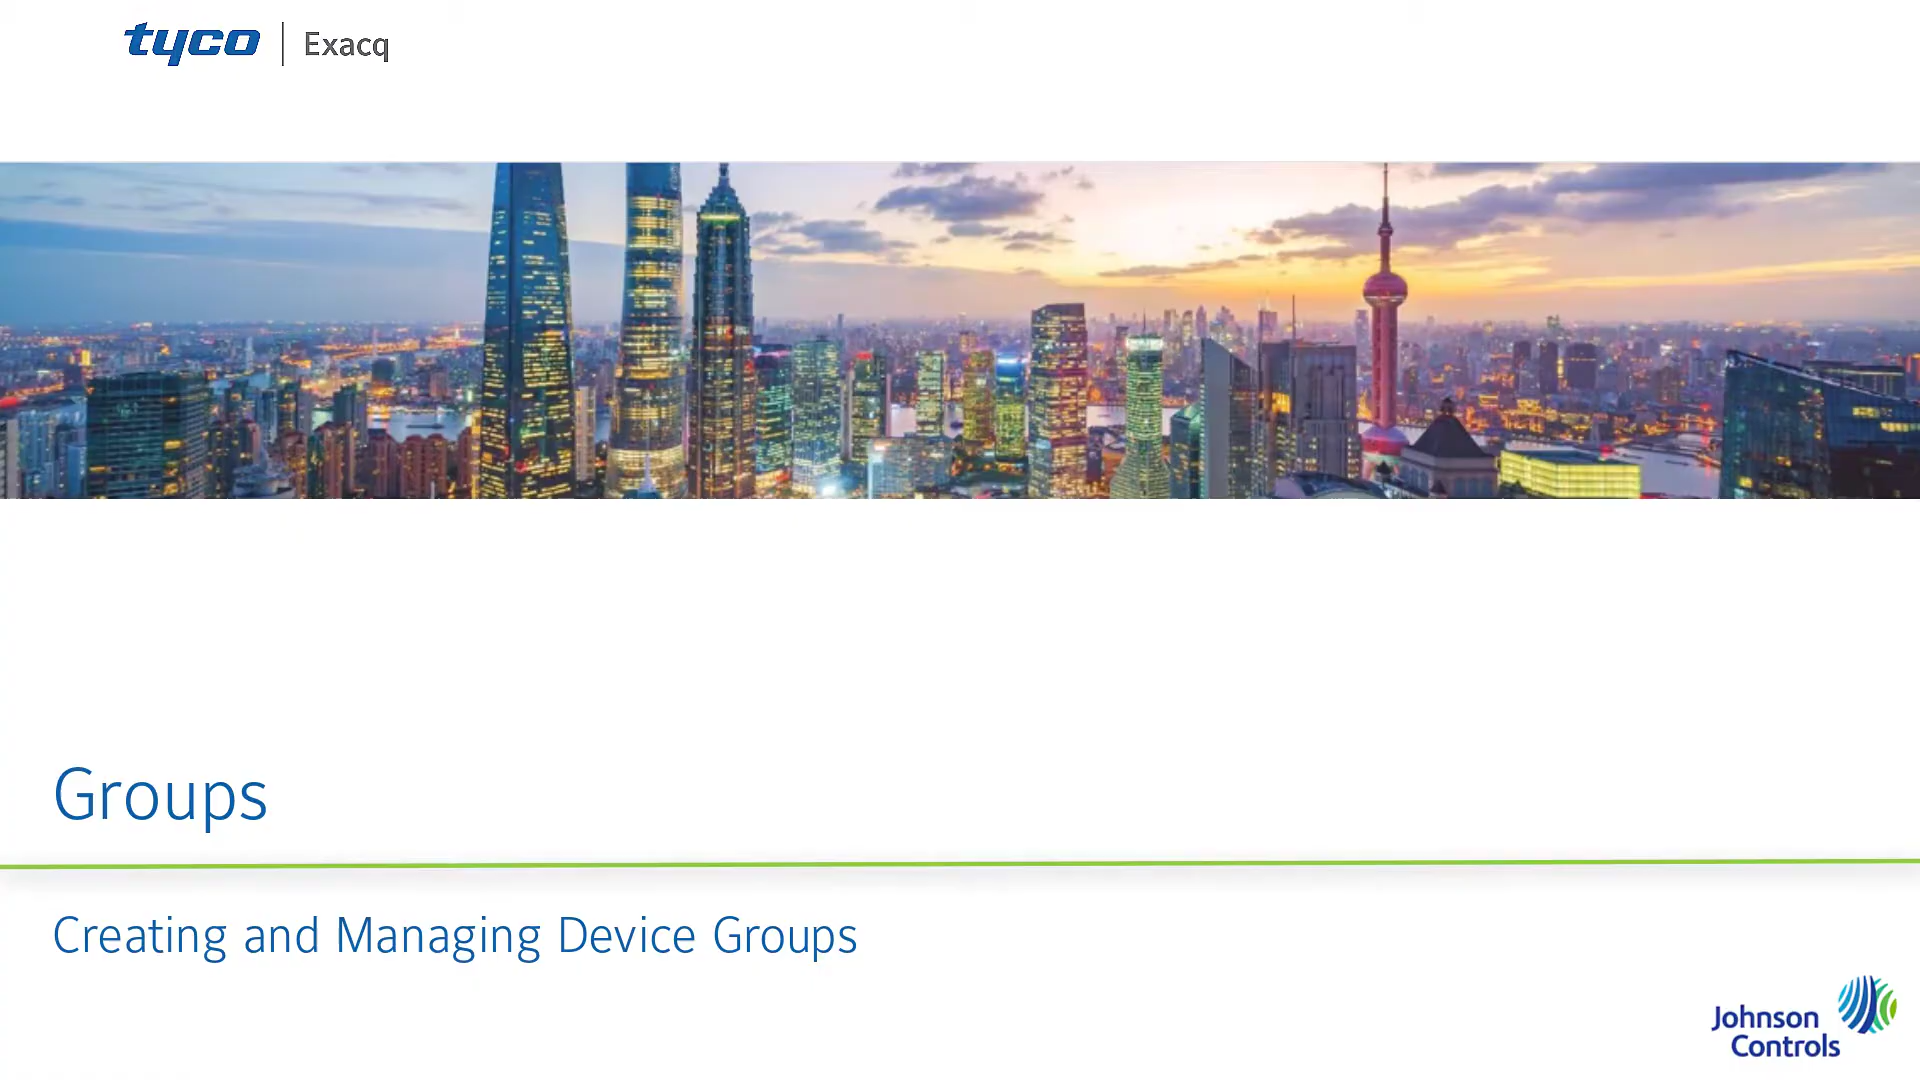 tyco | Exacq
Groups
Creating and Managing Device Groups
Johnson
Controls